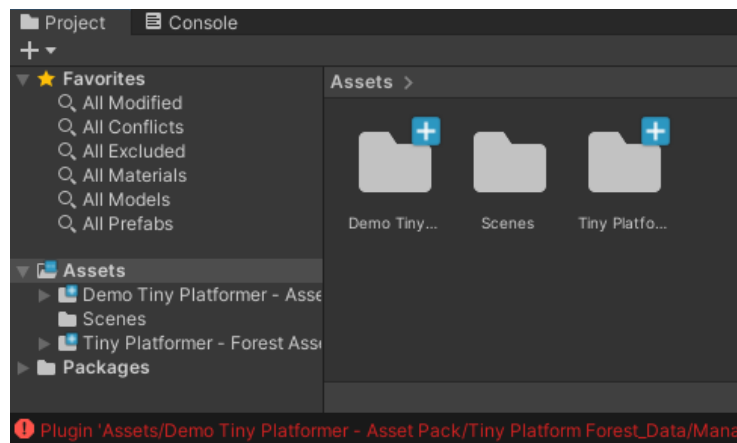 Project Console
Favorites
All Modified
All Conflicts
All Excluded
All Materials
All Models
All Prefabs
Assets
Demo Tiny Platformer - Asse
Scenes
Tiny Platformer - Forest Asse
Packages
Assets >
Demo Tiny... Scenes Tiny Platfo...
Plugin 'Assets/Demo Tiny Platformer - Asset Pack/Tiny Platform Forest_Data/Mana